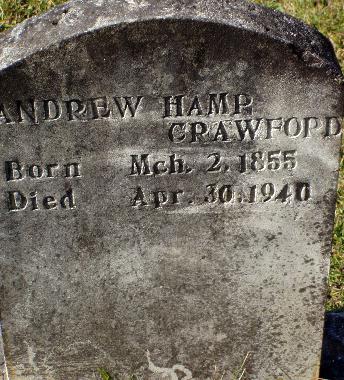 ANDREW HAMP
CRAWFORD
Born Mch. 2, 1855
Died Apr. 30, 1940